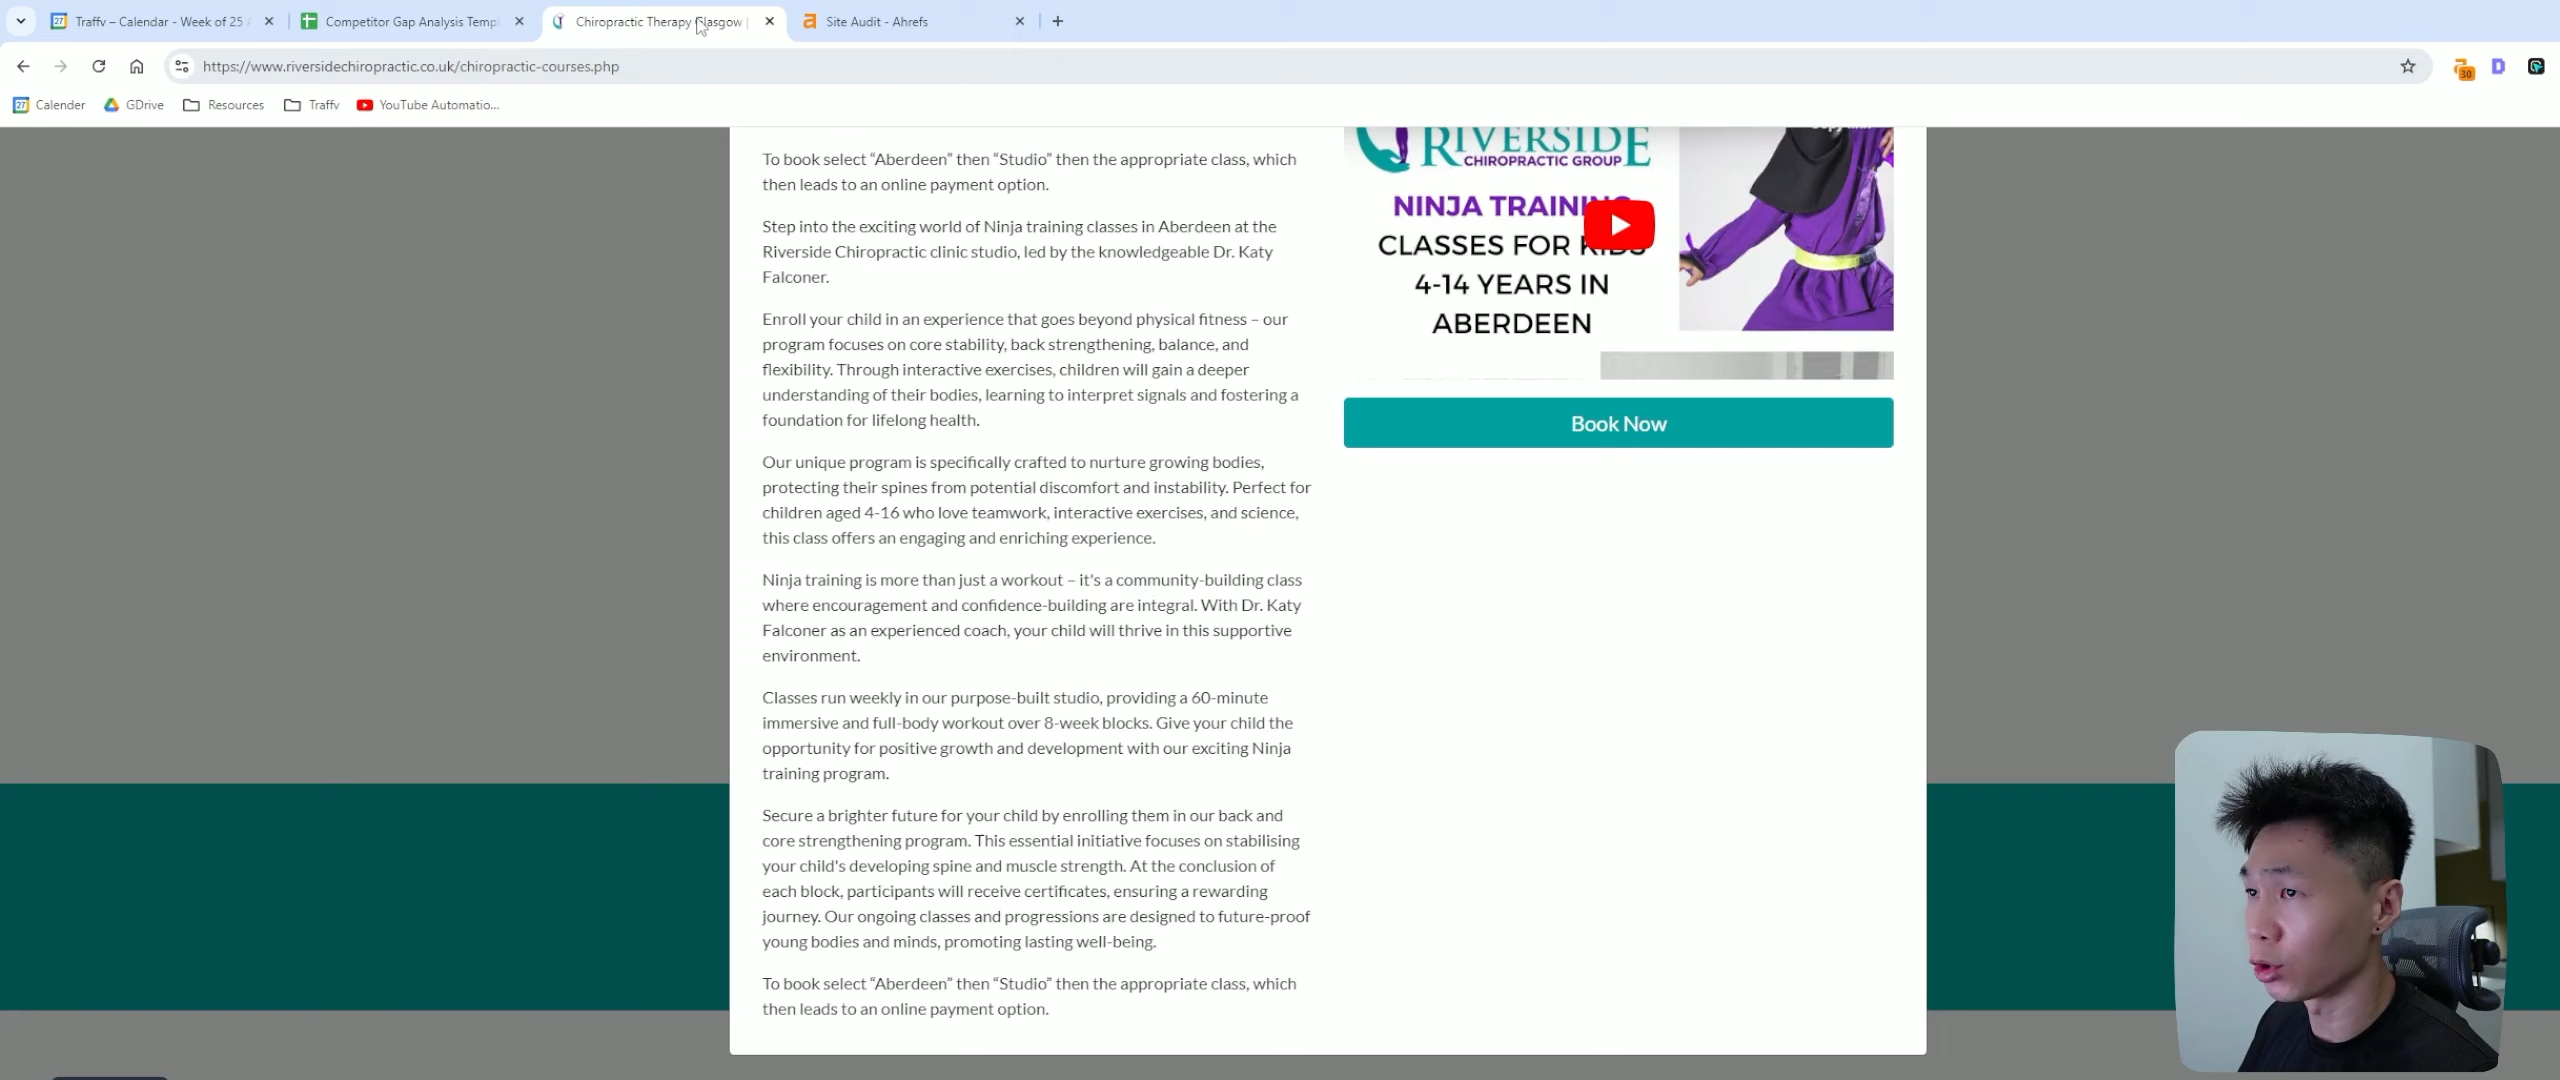 Traffv – Calendar - Week of 25
Competitor Gap Analysis Templ
Chiropractic Therapy Glasgow |
Site Audit - Ahrefs
https://www.riversidechiropractic.co.uk/chiropractic-courses.php
30
27 Calender
GDrive
Resources
Traffv
YouTube Automatio...
To book select “Aberdeen” then “Studio” then the appropriate class, which
then leads to an online payment option.
Step into the exciting world of Ninja training classes in Aberdeen at the
Riverside Chiropractic clinic studio, led by the knowledgeable Dr. Katy
Falconer.
Enroll your child in an experience that goes beyond physical fitness – our
program focuses on core stability, back strengthening, balance, and
flexibility. Through interactive exercises, children will gain a deeper
understanding of their bodies, learning to interpret signals and fostering a
foundation for lifelong health.
Our unique program is specifically crafted to nurture growing bodies,
protecting their spines from potential discomfort and instability. Perfect for
children aged 4-16 who love teamwork, interactive exercises, and science,
this class offers an engaging and enriching experience.
Ninja training is more than just a workout – it's a community-building class
where encouragement and confidence-building are integral. With Dr. Katy
Falconer as an experienced coach, your child will thrive in this supportive
environment.
Classes run weekly in our purpose-built studio, providing a 60-minute
immersive and full-body workout over 8-week blocks. Give your child the
opportunity for positive growth and development with our exciting Ninja
training program.
Secure a brighter future for your child by enrolling them in our back and
core strengthening program. This essential initiative focuses on stabilising
your child's developing spine and muscle strength. At the conclusion of
each block, participants will receive certificates, ensuring a rewarding
journey. Our ongoing classes and progressions are designed to future-proof
young bodies and minds, promoting lasting well-being.
To book select “Aberdeen” then “Studio” then the appropriate class, which
then leads to an online payment option.
RIVERSIDE
CHIROPRACTIC GROUP
NINJA TRAINING
CLASSES FOR KIDS
4-14 YEARS IN
ABERDEEN
Book Now